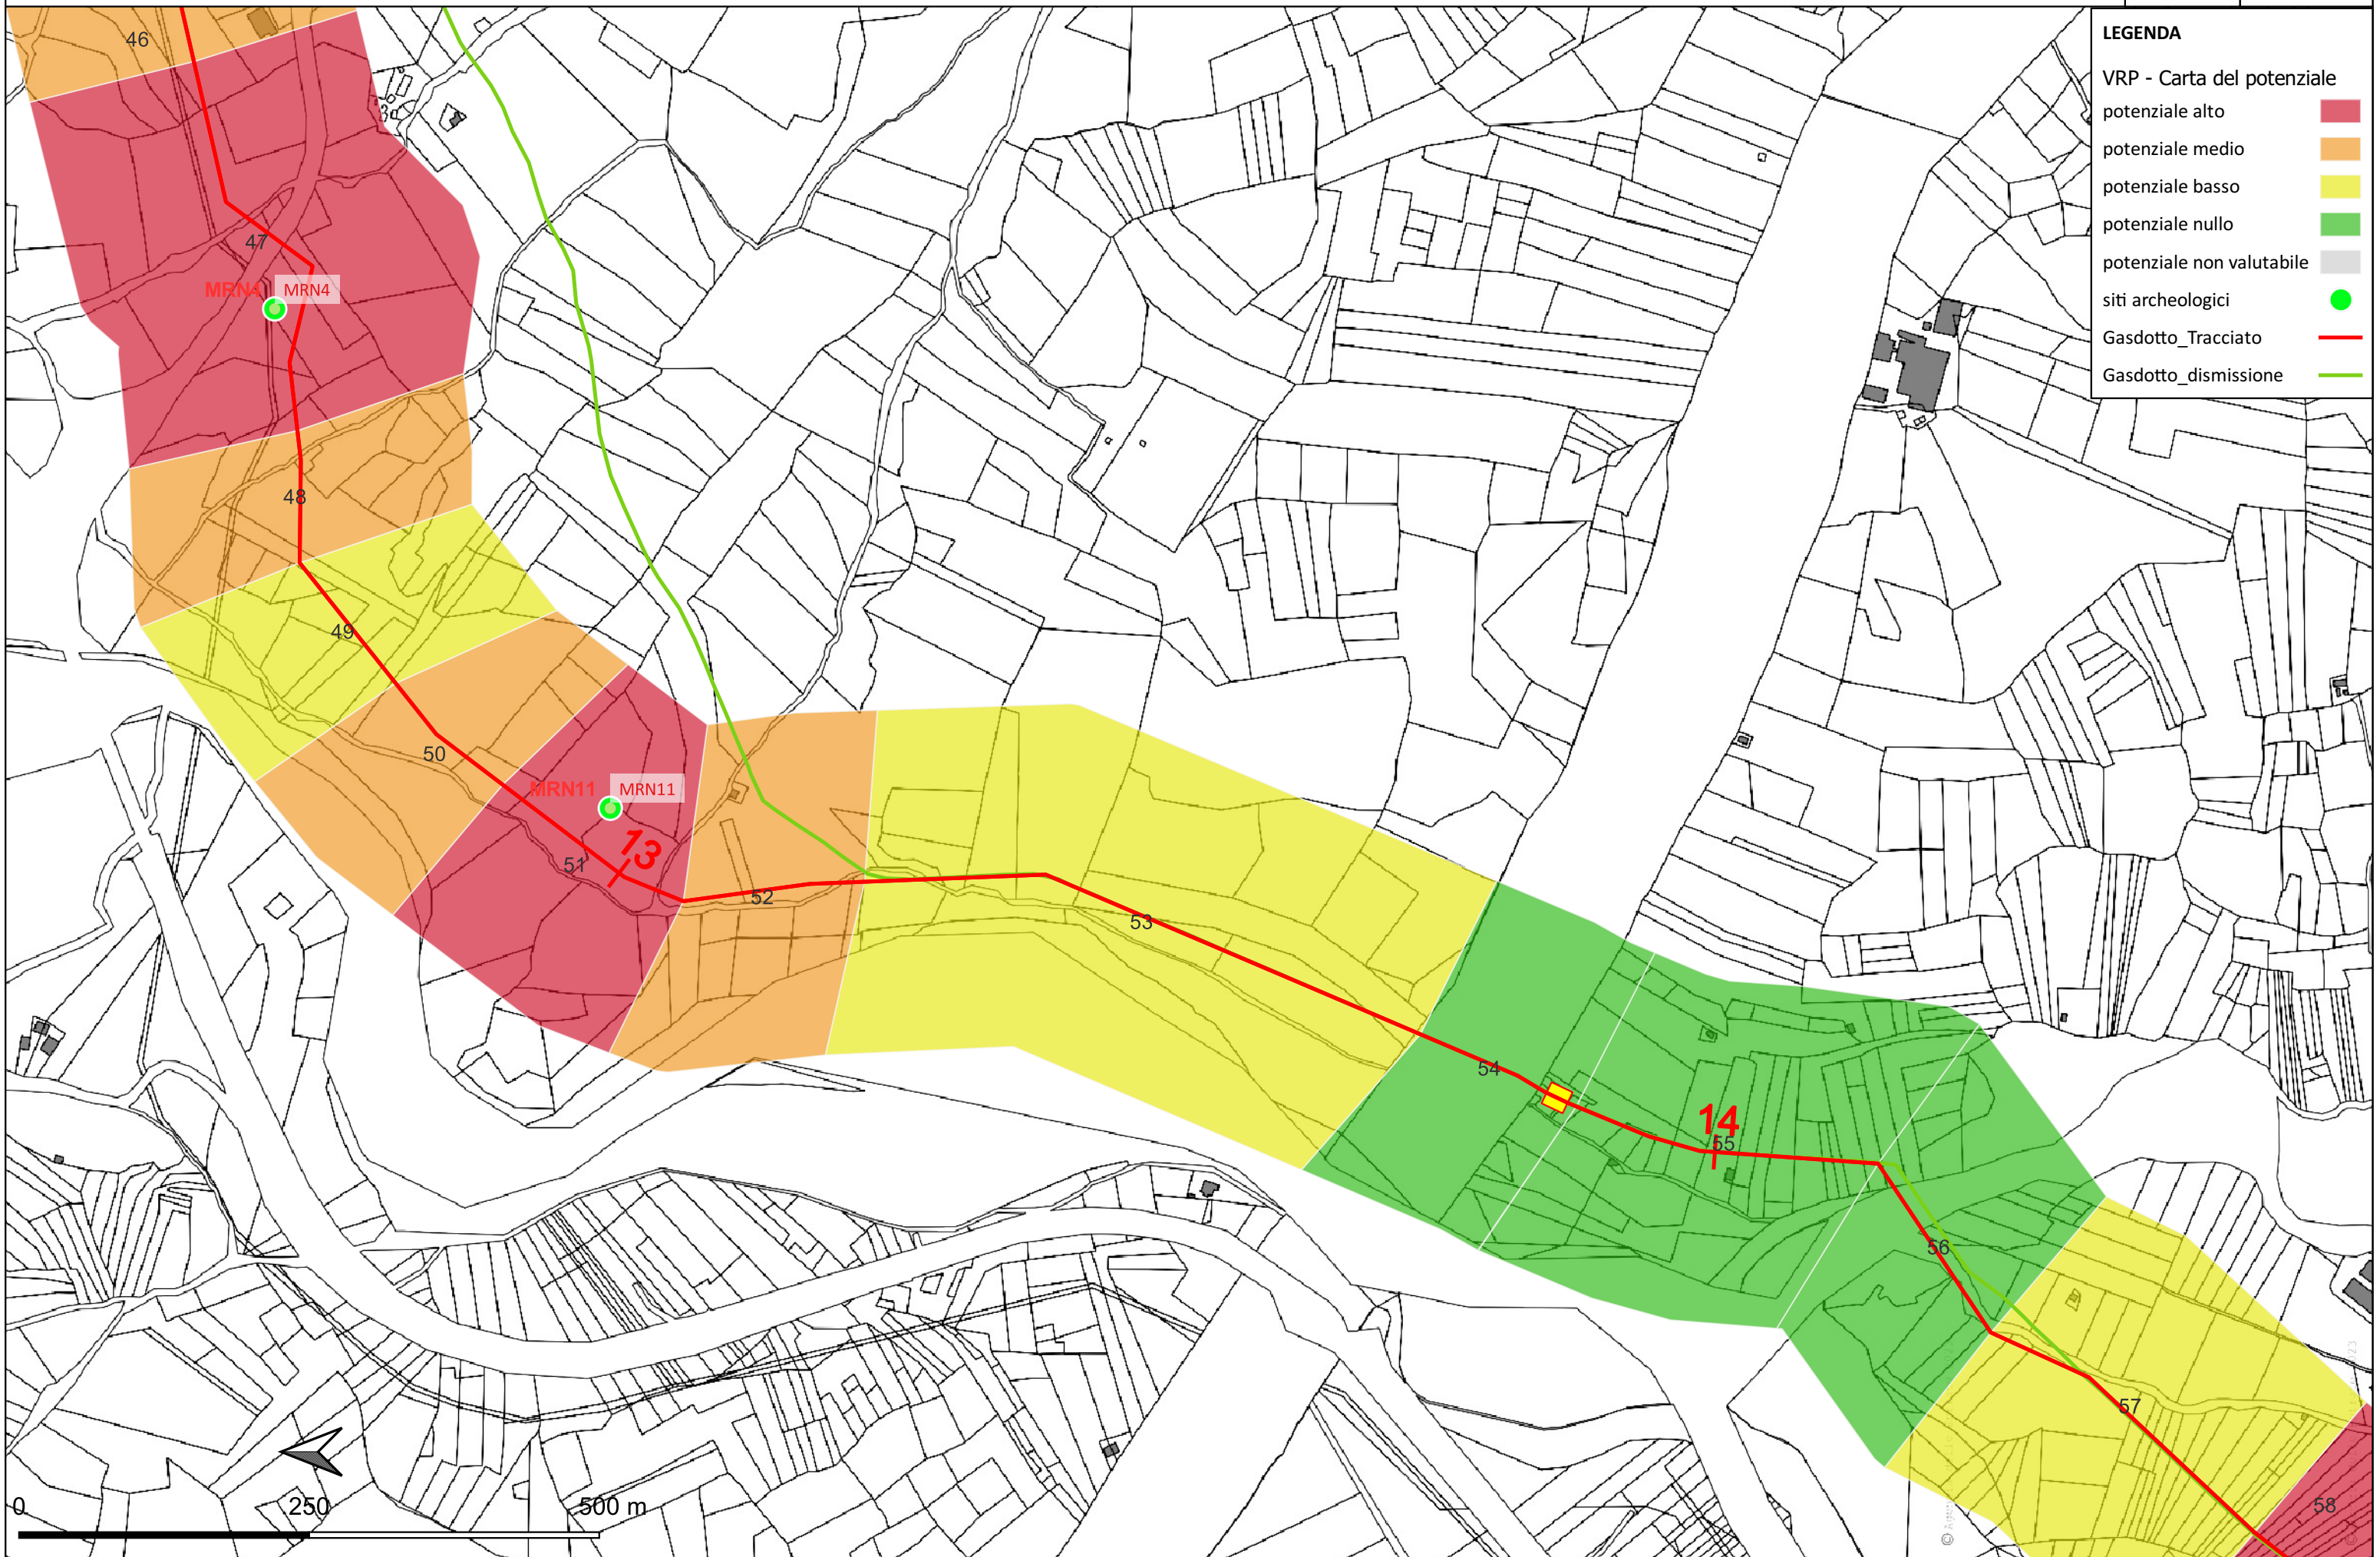 LEGENDA
VRP - Carta del potenziale
potenziale alto
potenziale medio
potenziale basso
potenziale nullo
potenziale non valutabile
siti archeologici
Gasdotto_Tracciato
Gasdotto_dismissione
46
47
MRN4 MRN4
48
49
50
MRN11 MRN11
13
51
52
53
54
14
55
56
57
58
0 250 500 m